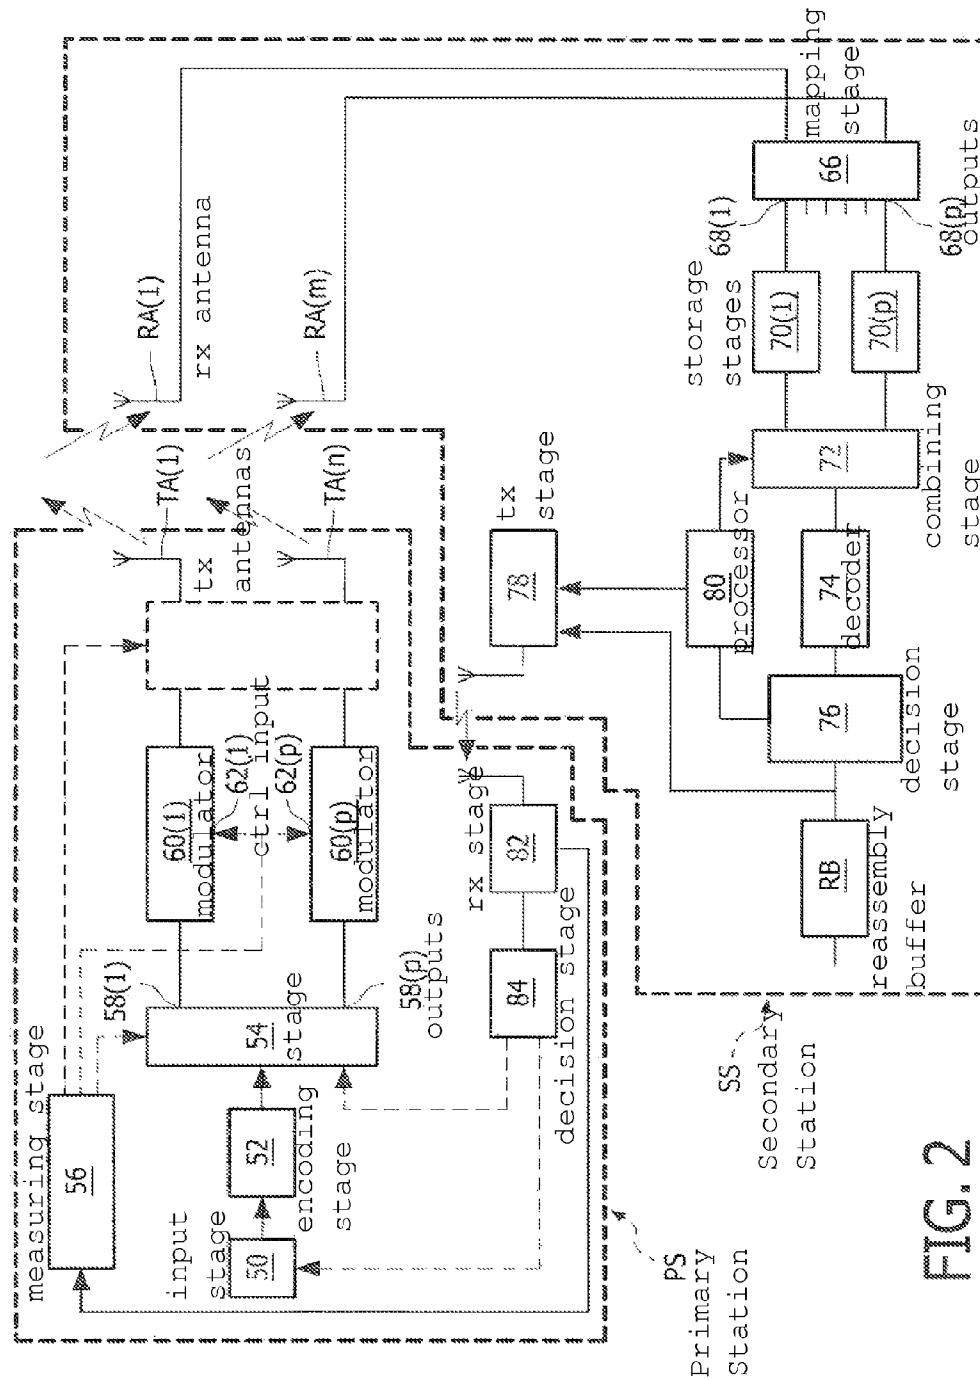 measuring stage
56
input
stage
50
52
encoding
stage
58(1)
54
stage
58(p)
outputs
60(1)
modulator
62(1)
ctrl input
62(p)
60(p)
modulator
TA(1)
tx
antennas
TA(n)
RA(1)
rx antenna
RA(m)
rx stage
82
84
decision stage
PS
Primary
Station
tx
stage
78
80
processor
74
decoder
76
decision
stage
RB
reassembly
buffer
72
combining
stage
storage
stages
70(1)
70(p)
68(1)
68(p)
outputs
66
mapping
stage
SS
Secondary
Station
FIG. 2